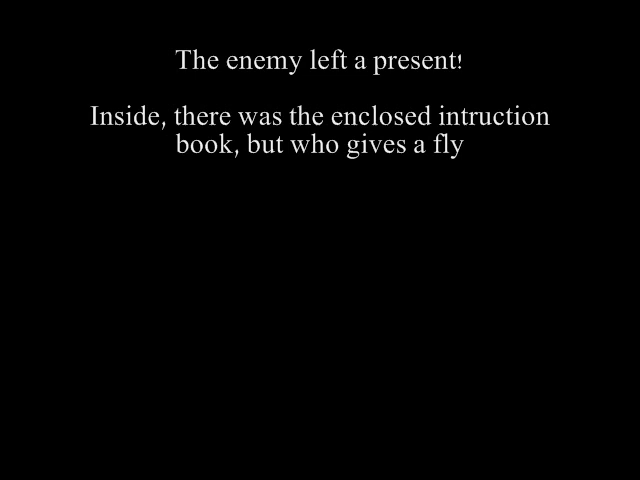 The enemy left a present!
Inside, there was the enclosed intruction
book, but who gives a fly